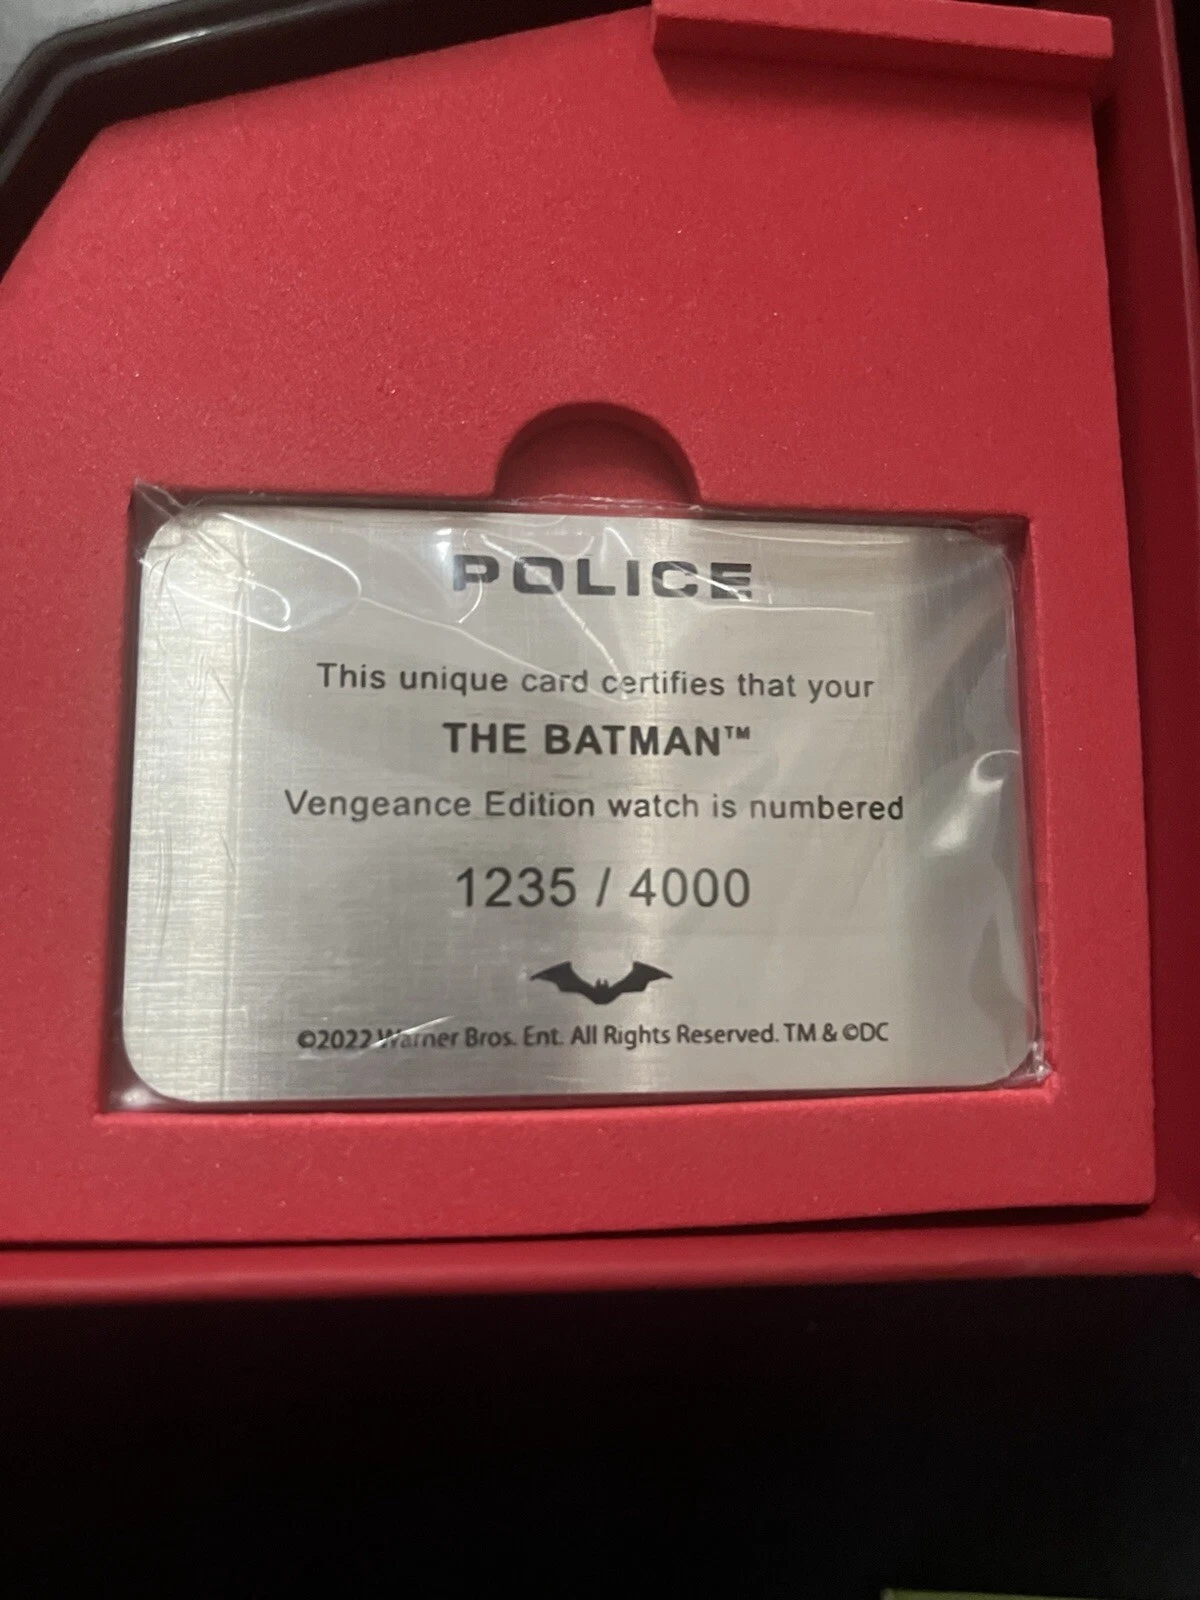 POLICE
This unique card certifies that your
THE BATMAN™
Vengeance Edition watch is numbered
1235 / 4000
©2022 Warner Bros. Ent. All Rights Reserved. TM & ©DC